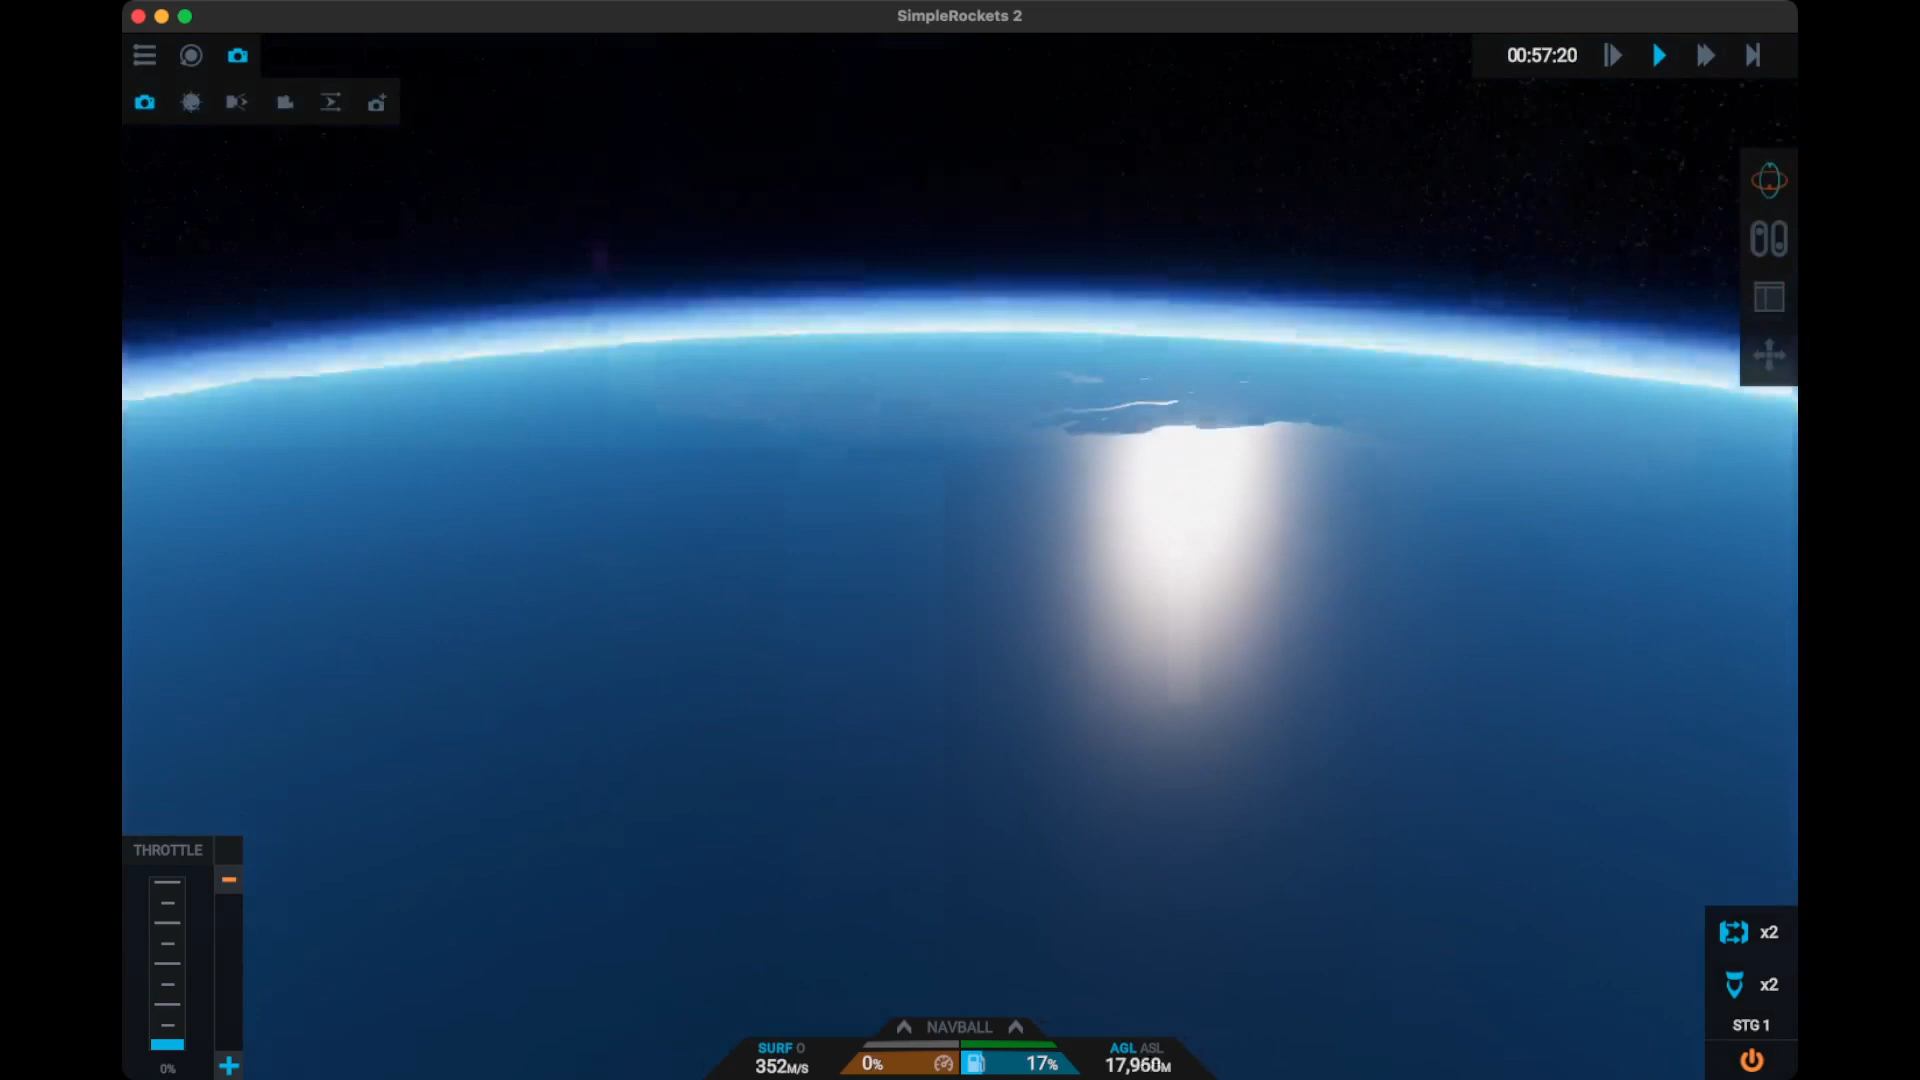 SimpleRockets 2
00:57:20
THROTTLE
0%
NAVBALL
SURF O
352M/S
0%
17%
AGL ASL
17,960M
x2
x2
STG 1